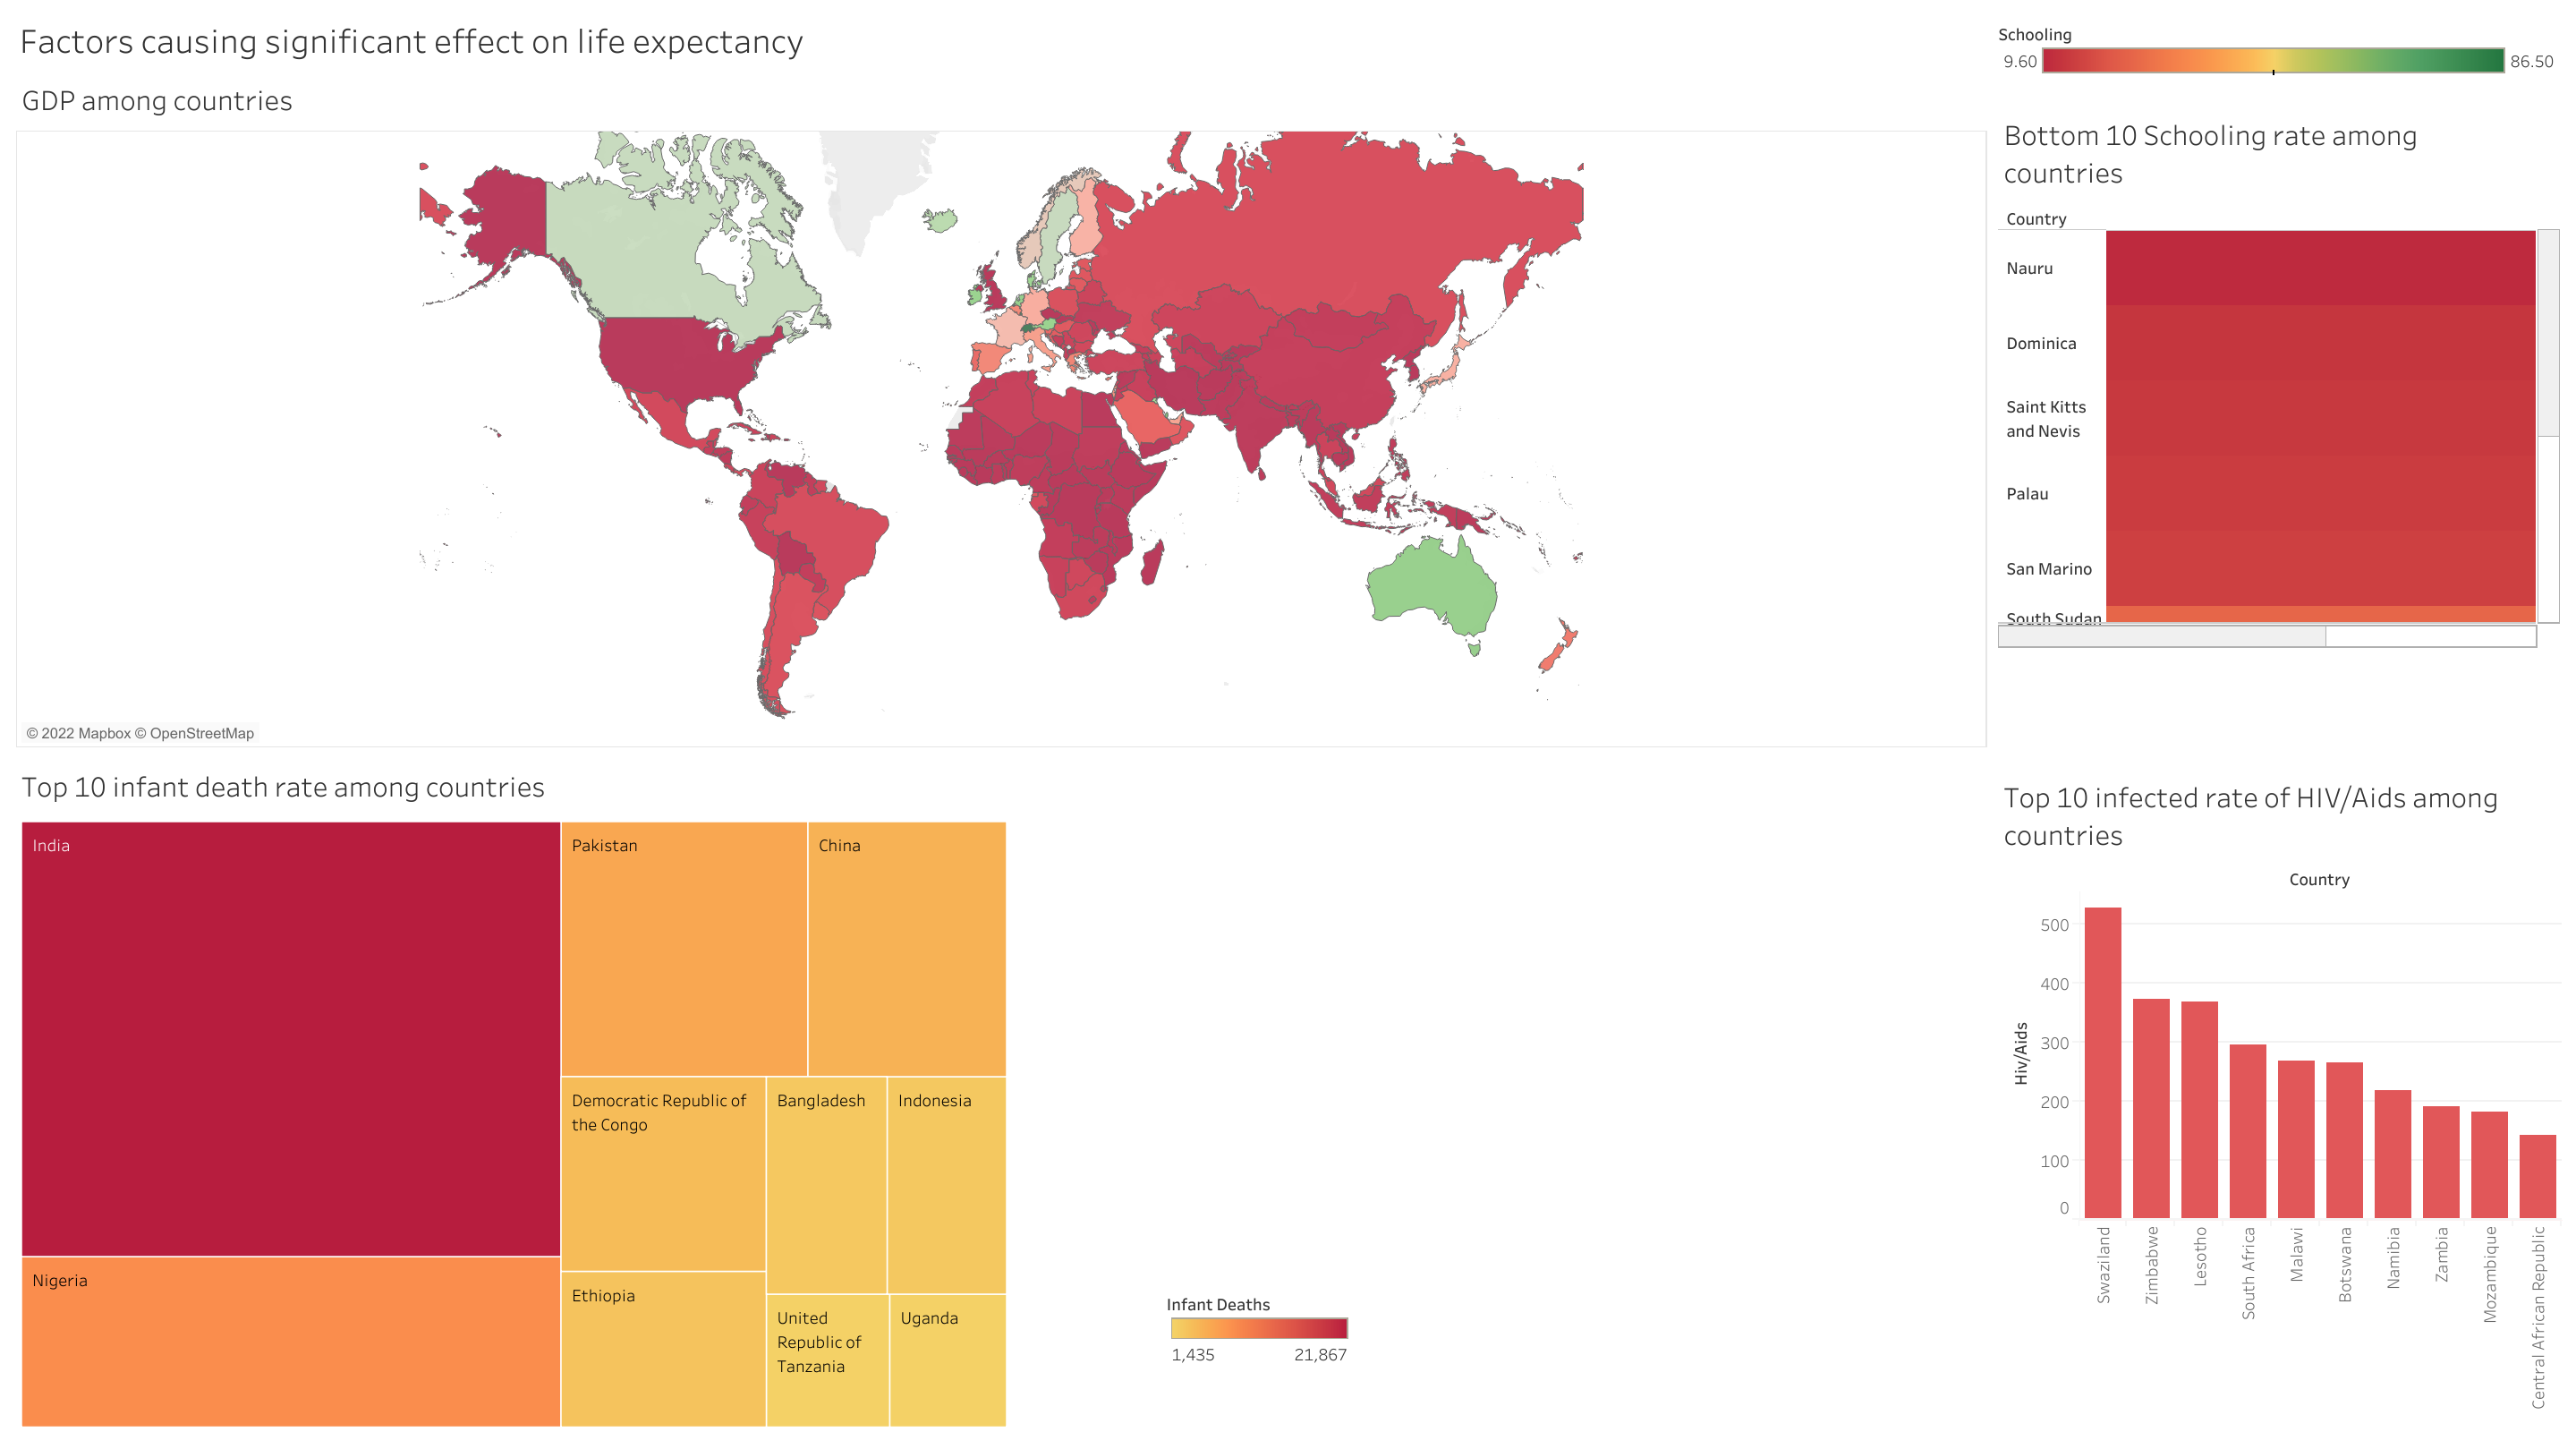 Factors causing significant effect on life expectancy
GDP among countries
© 2022 Mapbox © OpenStreetMap
Schooling
9.60
86.50
Bottom 10 Schooling rate among
countries
Country
Nauru
Dominica
Saint Kitts
and Nevis
Palau
San Marino
South Sudan
Top 10 infant death rate among countries
India
Pakistan
China
Democratic Republic of
the Congo
Bangladesh
Indonesia
Nigeria
Ethiopia
United
Republic of
Tanzania
Uganda
Infant Deaths
1,435
21,867
Top 10 infected rate of HIV/Aids among
countries
Country
Hiv/Aids
500
400
300
200
100
0
Swaziland
Zimbabwe
Lesotho
South Africa
Malawi
Botswana
Namibia
Zambia
Mozambique
Central African Republic